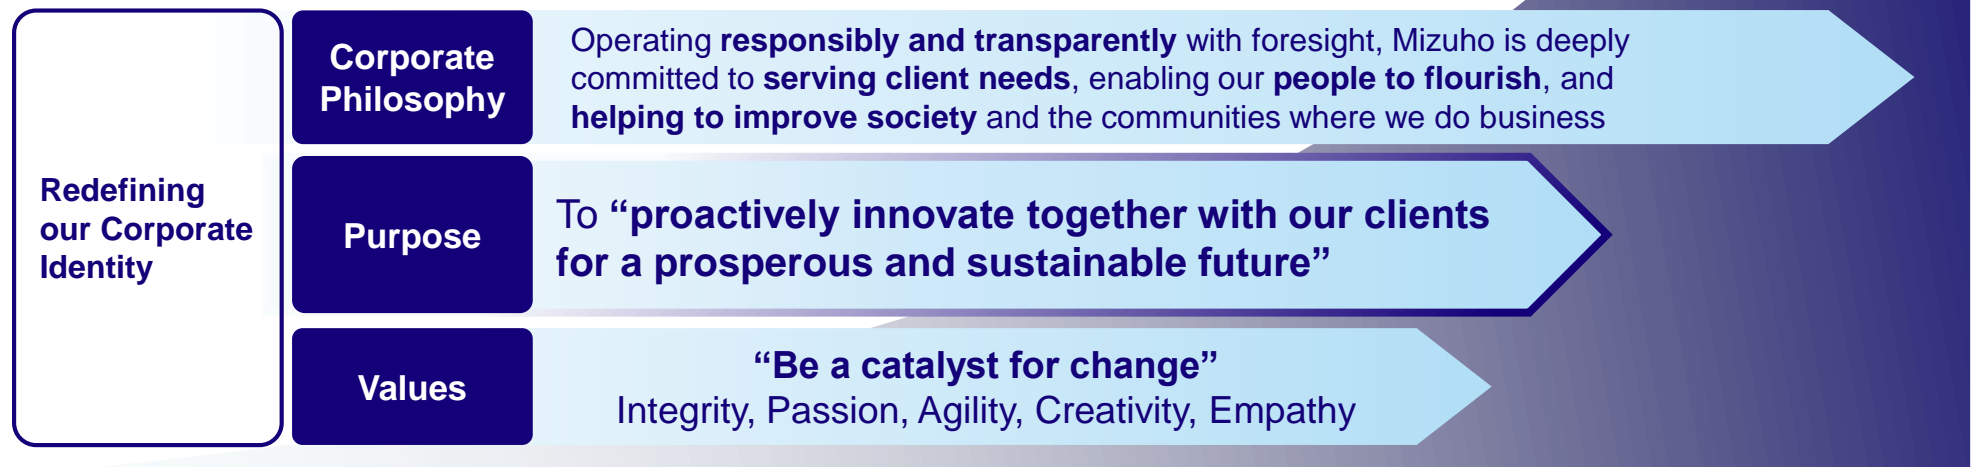 Redefining
our Corporate
Identity
Corporate
Philosophy
Operating responsibly and transparently with foresight, Mizuho is deeply
committed to serving client needs, enabling our people to flourish, and
helping to improve society and the communities where we do business
Purpose
To “proactively innovate together with our clients
for a prosperous and sustainable future”
Values
“Be a catalyst for change”
Integrity, Passion, Agility, Creativity, Empathy